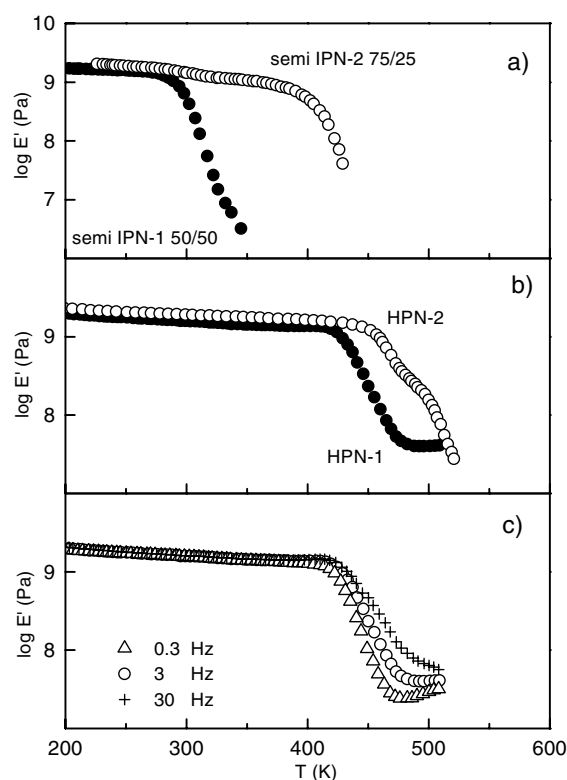 10
a)
semi IPN-2 75/25
9
log E' (Pa)
8
7
semi IPN-1 50/50
b)
HPN-2
9
log E' (Pa)
8
HPN-1
c)
9
log E' (Pa)
0.3 Hz
8
3 Hz
30 Hz
200 300 400 500 600
T (K)